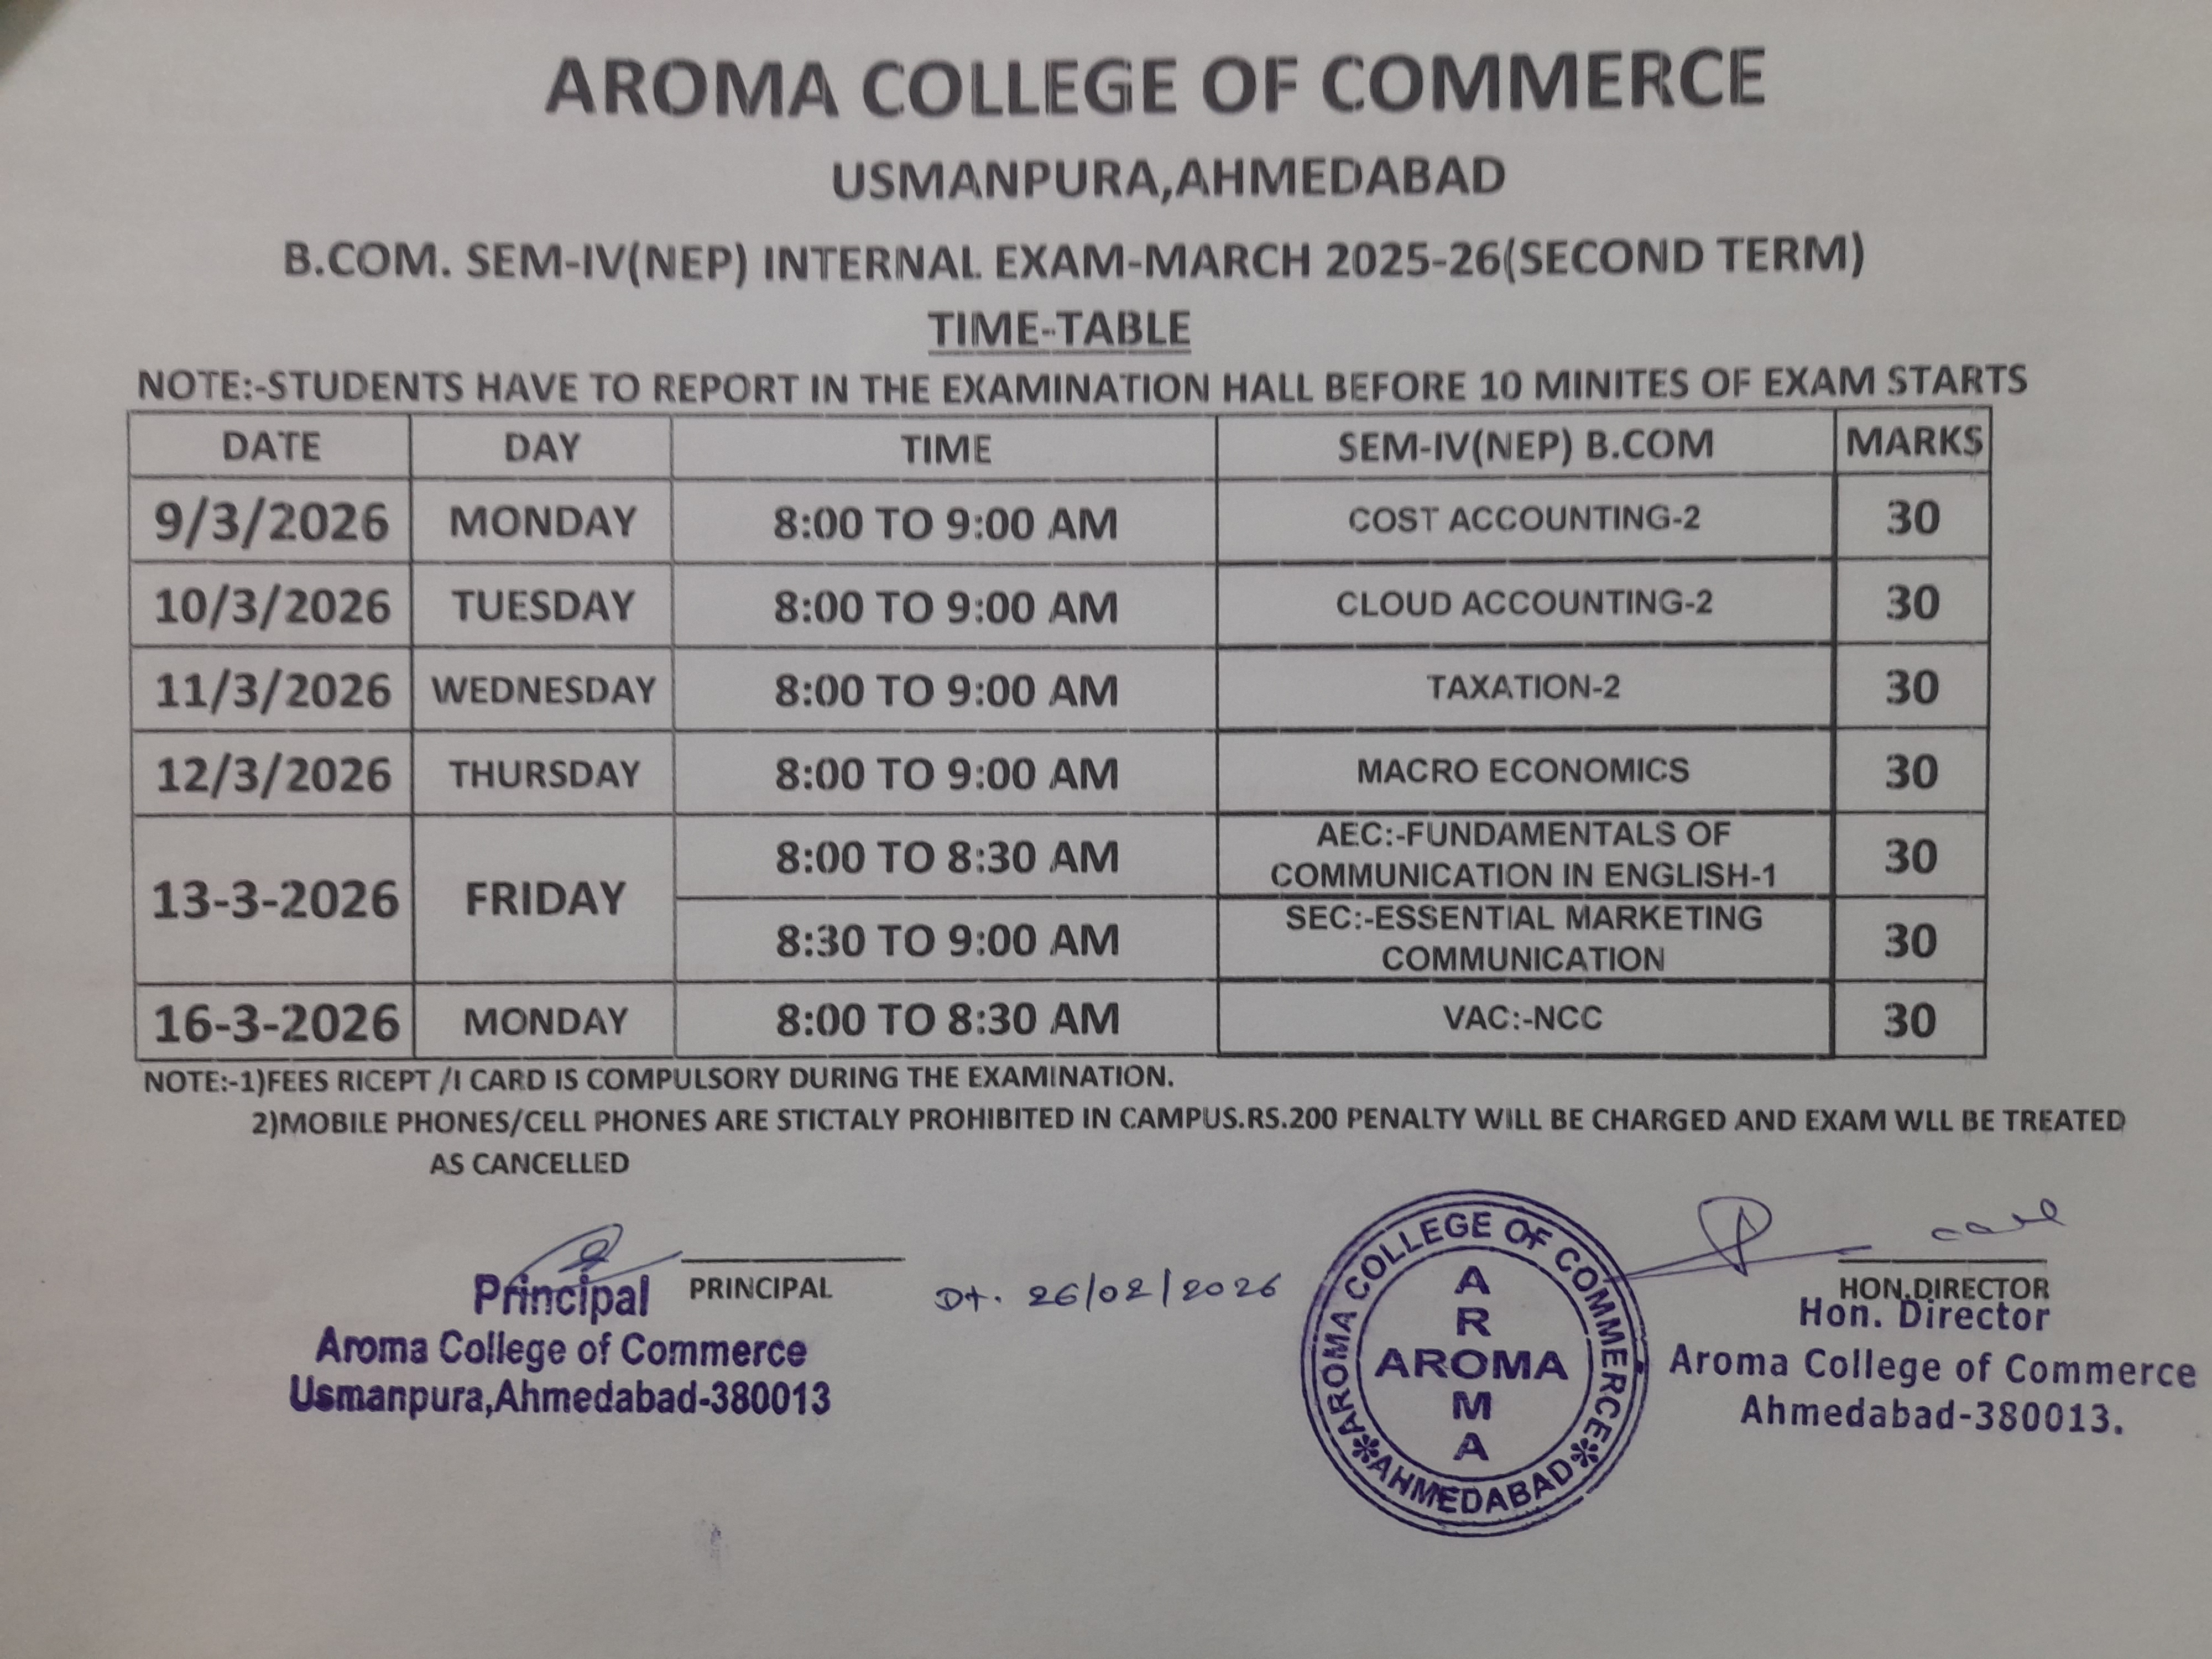 AROMA COLLEGE OF COMMERCE
USMANPURA,AHMEDABAD
B.COM. SEM-IV(NEP) INTERNAL EXAM-MARCH 2025-26(SECOND TERM)
TIME-TABLE
NOTE:-STUDENTS HAVE TO REPORT IN THE EXAMINATION HALL BEFORE 10 MINITES OF EXAM STARTS
DATE DAY TIME SEM-IV(NEP) B.COM MARKS
9/3/2026 MONDAY 8:00 TO 9:00 AM COST ACCOUNTING-2 30
10/3/2026 TUESDAY 8:00 TO 9:00 AM CLOUD ACCOUNTING-2 30
11/3/2026 WEDNESDAY 8:00 TO 9:00 AM TAXATION-2 30
12/3/2026 THURSDAY 8:00 TO 9:00 AM MACRO ECONOMICS 30
13-3-2026 FRIDAY 8:00 TO 8:30 AM AEC:-FUNDAMENTALS OF
COMMUNICATION IN ENGLISH-1 30
8:30 TO 9:00 AM SEC:-ESSENTIAL MARKETING
COMMUNICATION 30
16-3-2026 MONDAY 8:00 TO 8:30 AM VAC:-NCC 30
NOTE:-1)FEES RICEPT /I CARD IS COMPULSORY DURING THE EXAMINATION.
2)MOBILE PHONES/CELL PHONES ARE STICTALY PROHIBITED IN CAMPUS.RS.200 PENALTY WILL BE CHARGED AND EXAM WLL BE TREATED
AS CANCELLED
Principal
Aroma College of Commerce
Usmanpura,Ahmedabad-380013
PRINCIPAL
Dt. 26/02/2026
AROMA COLLEGE OF COMMERCE
AHMEDABAD
A
R
AROMA
M
A
HON.DIRECTOR
Hon. Director
Aroma College of Commerce
Ahmedabad-380013.